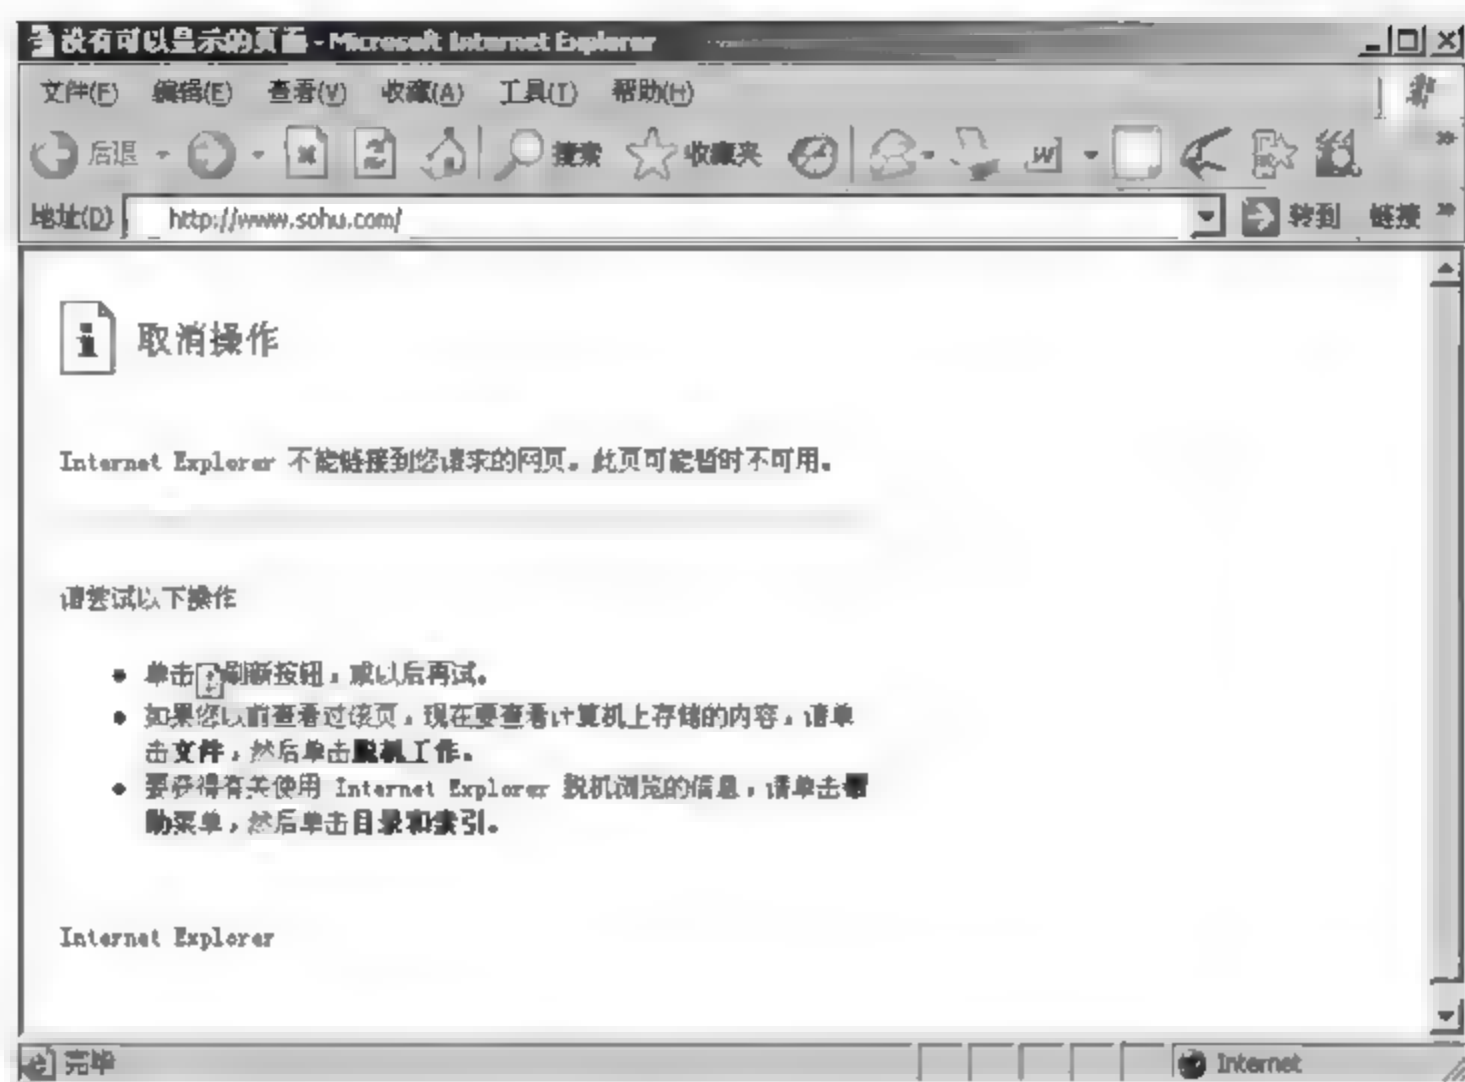 没有可以显示的页面 - Microsoft Internet Explorer
文件(F) 编辑(E) 查看(V) 收藏(A) 工具(T) 帮助(H)
后退 搜索 收藏夹
地址(D) http://www.sohu.com/ 转到 链接
取消操作
Internet Explorer 不能链接到您请求的网页。此页可能暂时不可用。
请尝试以下操作
单击刷新按钮，或以后再试。
如果您以前查看过该页，现在要查看计算机上存储的内容，请单
击文件，然后单击脱机工作。
要获得有关使用 Internet Explorer 脱机浏览的信息，请单击帮
助菜单，然后单击目录和索引。
Internet Explorer
完毕 Internet